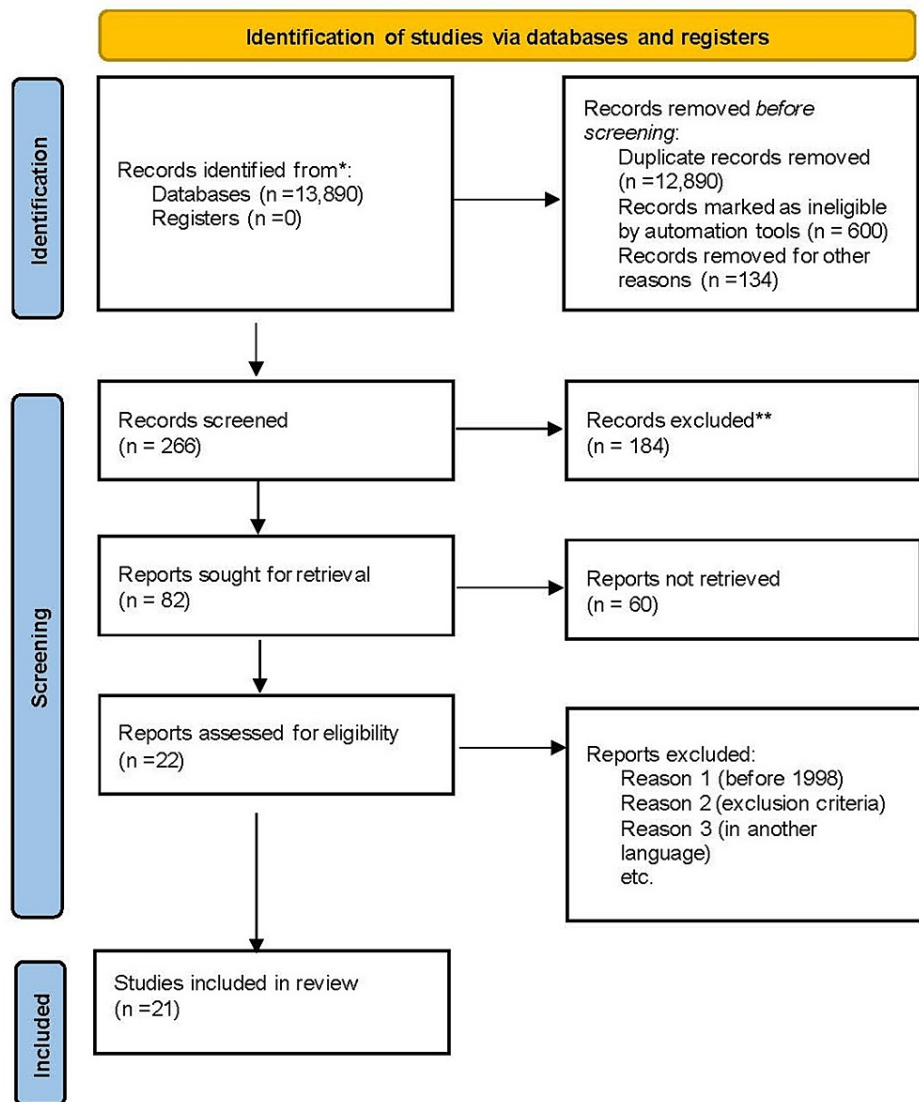 Identification of studies via databases and registers
Identification
Records identified from*:
Databases (n =13,890)
Registers (n =0)
Records removed before
screening:
Duplicate records removed
(n =12,890)
Records marked as ineligible
by automation tools (n = 600)
Records removed for other
reasons (n =134)
Screening
Records screened
(n = 266)
Records excluded**
(n = 184)
Reports sought for retrieval
(n = 82)
Reports not retrieved
(n = 60)
Reports assessed for eligibility
(n =22)
Reports excluded:
Reason 1 (before 1998)
Reason 2 (exclusion criteria)
Reason 3 (in another
language)
etc.
Included
Studies included in review
(n =21)